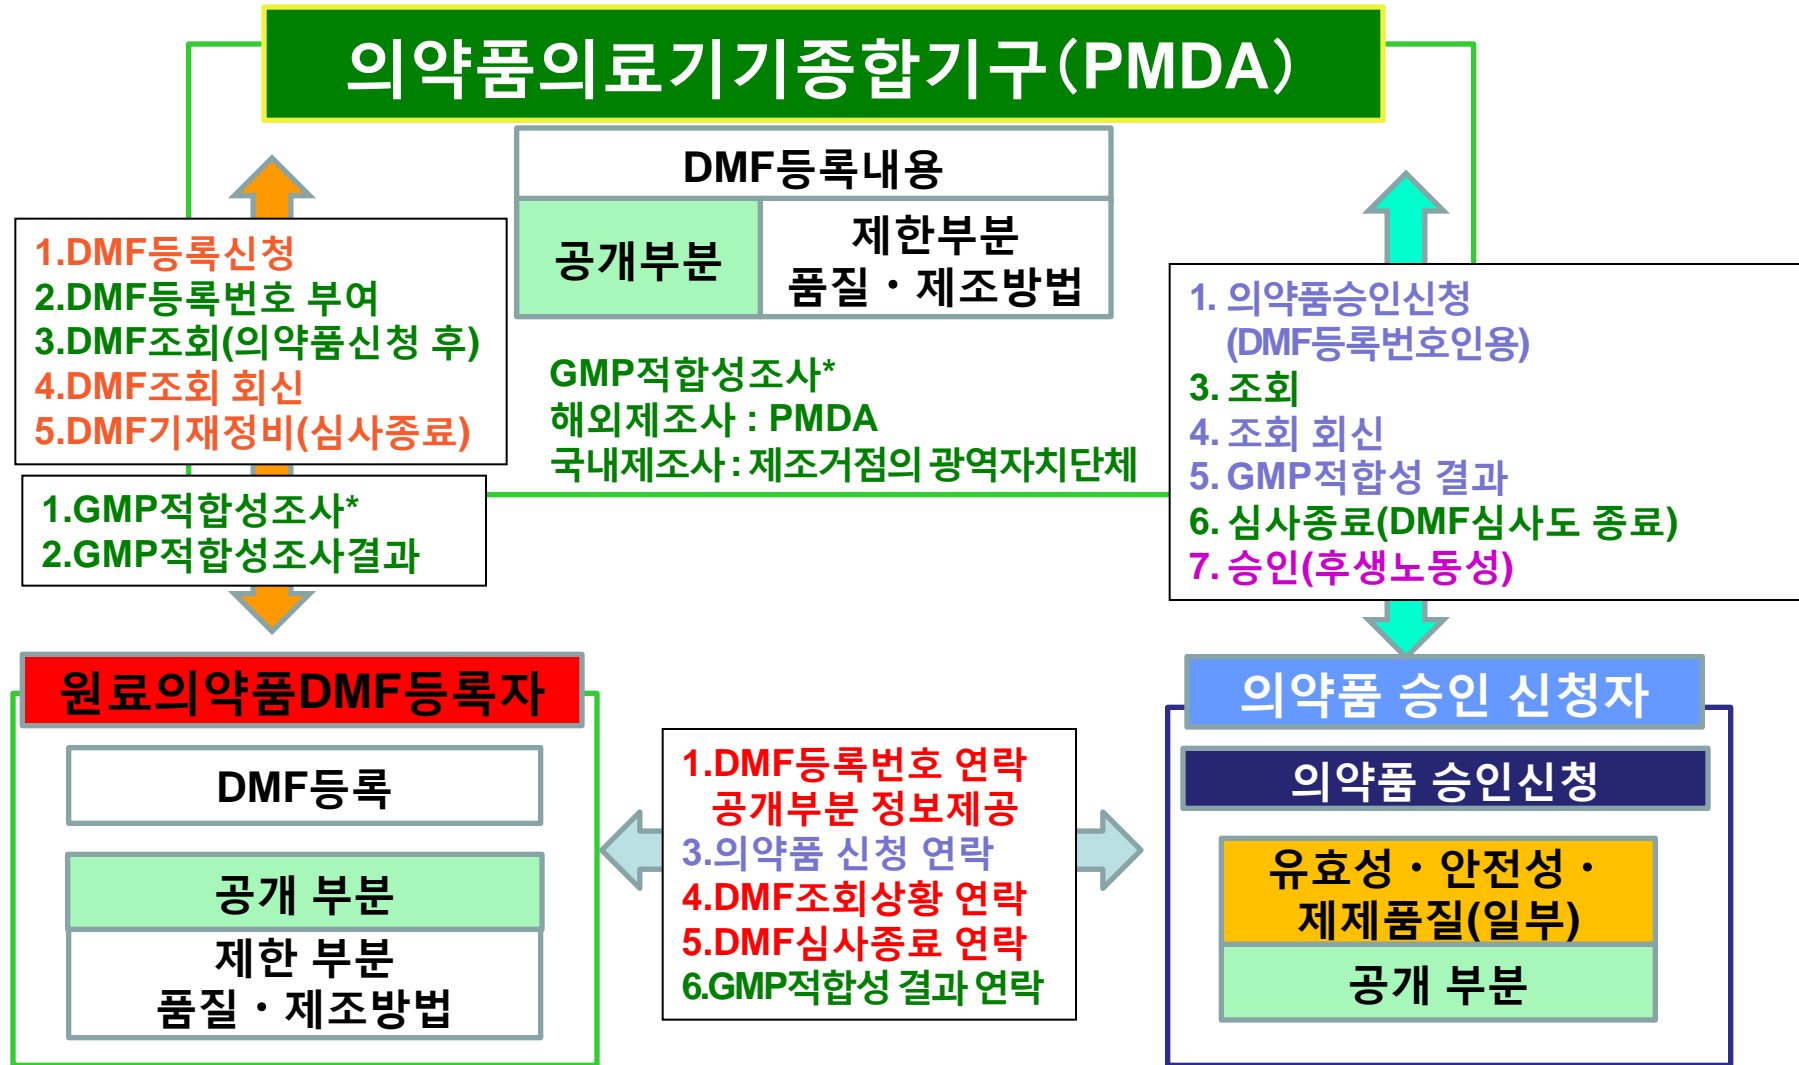 의약품의료기기종합기구(PMDA)
DMF등록내용
공개부분
제한부분
품질・제조방법
1.DMF등록신청
2.DMF등록번호 부여
3.DMF조회(의약품신청 후)
4.DMF조회 회신
5.DMF기재정비(심사종료)
GMP적합성조사*
해외제조사 : PMDA
국내제조사 : 제조거점의 광역자치단체
1.GMP적합성조사*
2.GMP적합성조사결과
1. 의약품승인신청
(DMF등록번호인용)
3. 조회
4. 조회 회신
5. GMP적합성 결과
6. 심사종료(DMF심사도 종료)
7. 승인(후생노동성)
원료의약품DMF등록자
DMF등록
공개 부분
제한 부분
품질・제조방법
1.DMF등록번호 연락
공개부분 정보제공
3.의약품 신청 연락
4.DMF조회상황 연락
5.DMF심사종료 연락
6.GMP적합성 결과 연락
의약품 승인 신청자
의약품 승인신청
유효성・안전성・
제제품질(일부)
공개 부분